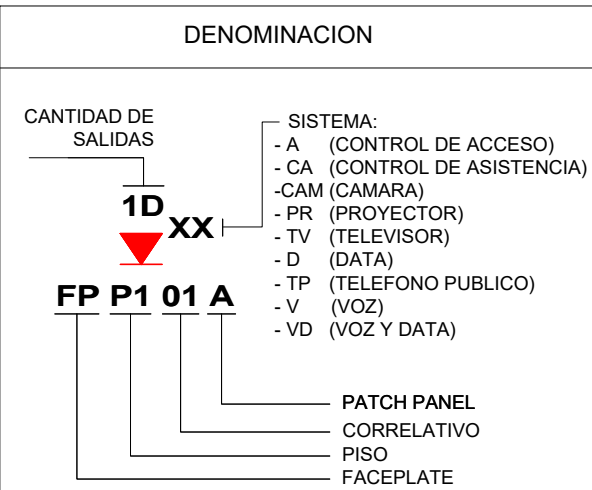 DENOMINACION
CANTIDAD DE
SALIDAS
SISTEMA:
- A (CONTROL DE ACCESO)
- CA (CONTROL DE ASISTENCIA)
-CAM (CAMARA)
- PR (PROYECTOR)
- TV (TELEVISOR)
- D (DATA)
- TP (TELEFONO PUBLICO)
- V (VOZ)
- VD (VOZ Y DATA)
1D
XX
FP P1 01 A
PATCH PANEL
CORRELATIVO
PISO
FACEPLATE